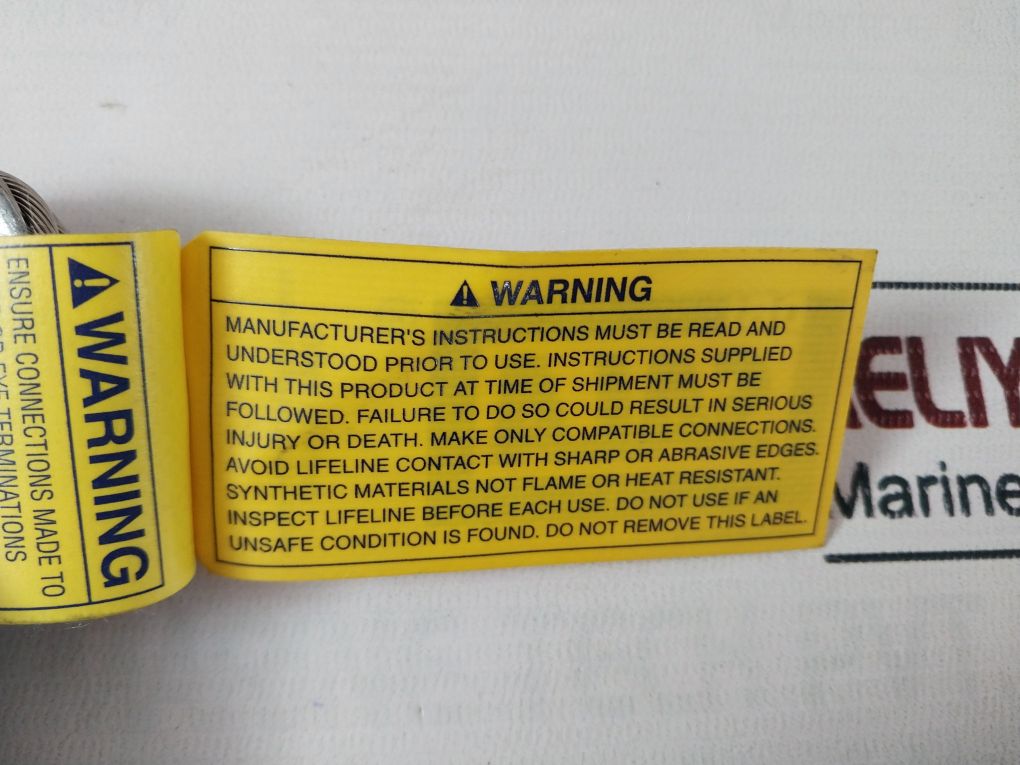 ⚠ WARNING
MANUFACTURER'S INSTRUCTIONS MUST BE READ AND
UNDERSTOOD PRIOR TO USE. INSTRUCTIONS SUPPLIED
WITH THIS PRODUCT AT TIME OF SHIPMENT MUST BE
FOLLOWED. FAILURE TO DO SO COULD RESULT IN SERIOUS
INJURY OR DEATH. MAKE ONLY COMPATIBLE CONNECTIONS.
AVOID LIFELINE CONTACT WITH SHARP OR ABRASIVE EDGES.
SYNTHETIC MATERIALS NOT FLAME OR HEAT RESISTANT.
INSPECT LIFELINE BEFORE EACH USE. DO NOT USE IF AN
UNSAFE CONDITION IS FOUND. DO NOT REMOVE THIS LABEL.
⚠ WARNING
ENSURE CONNECTIONS MADE TO
EYE TERMINATIONS
AELIY
Marine